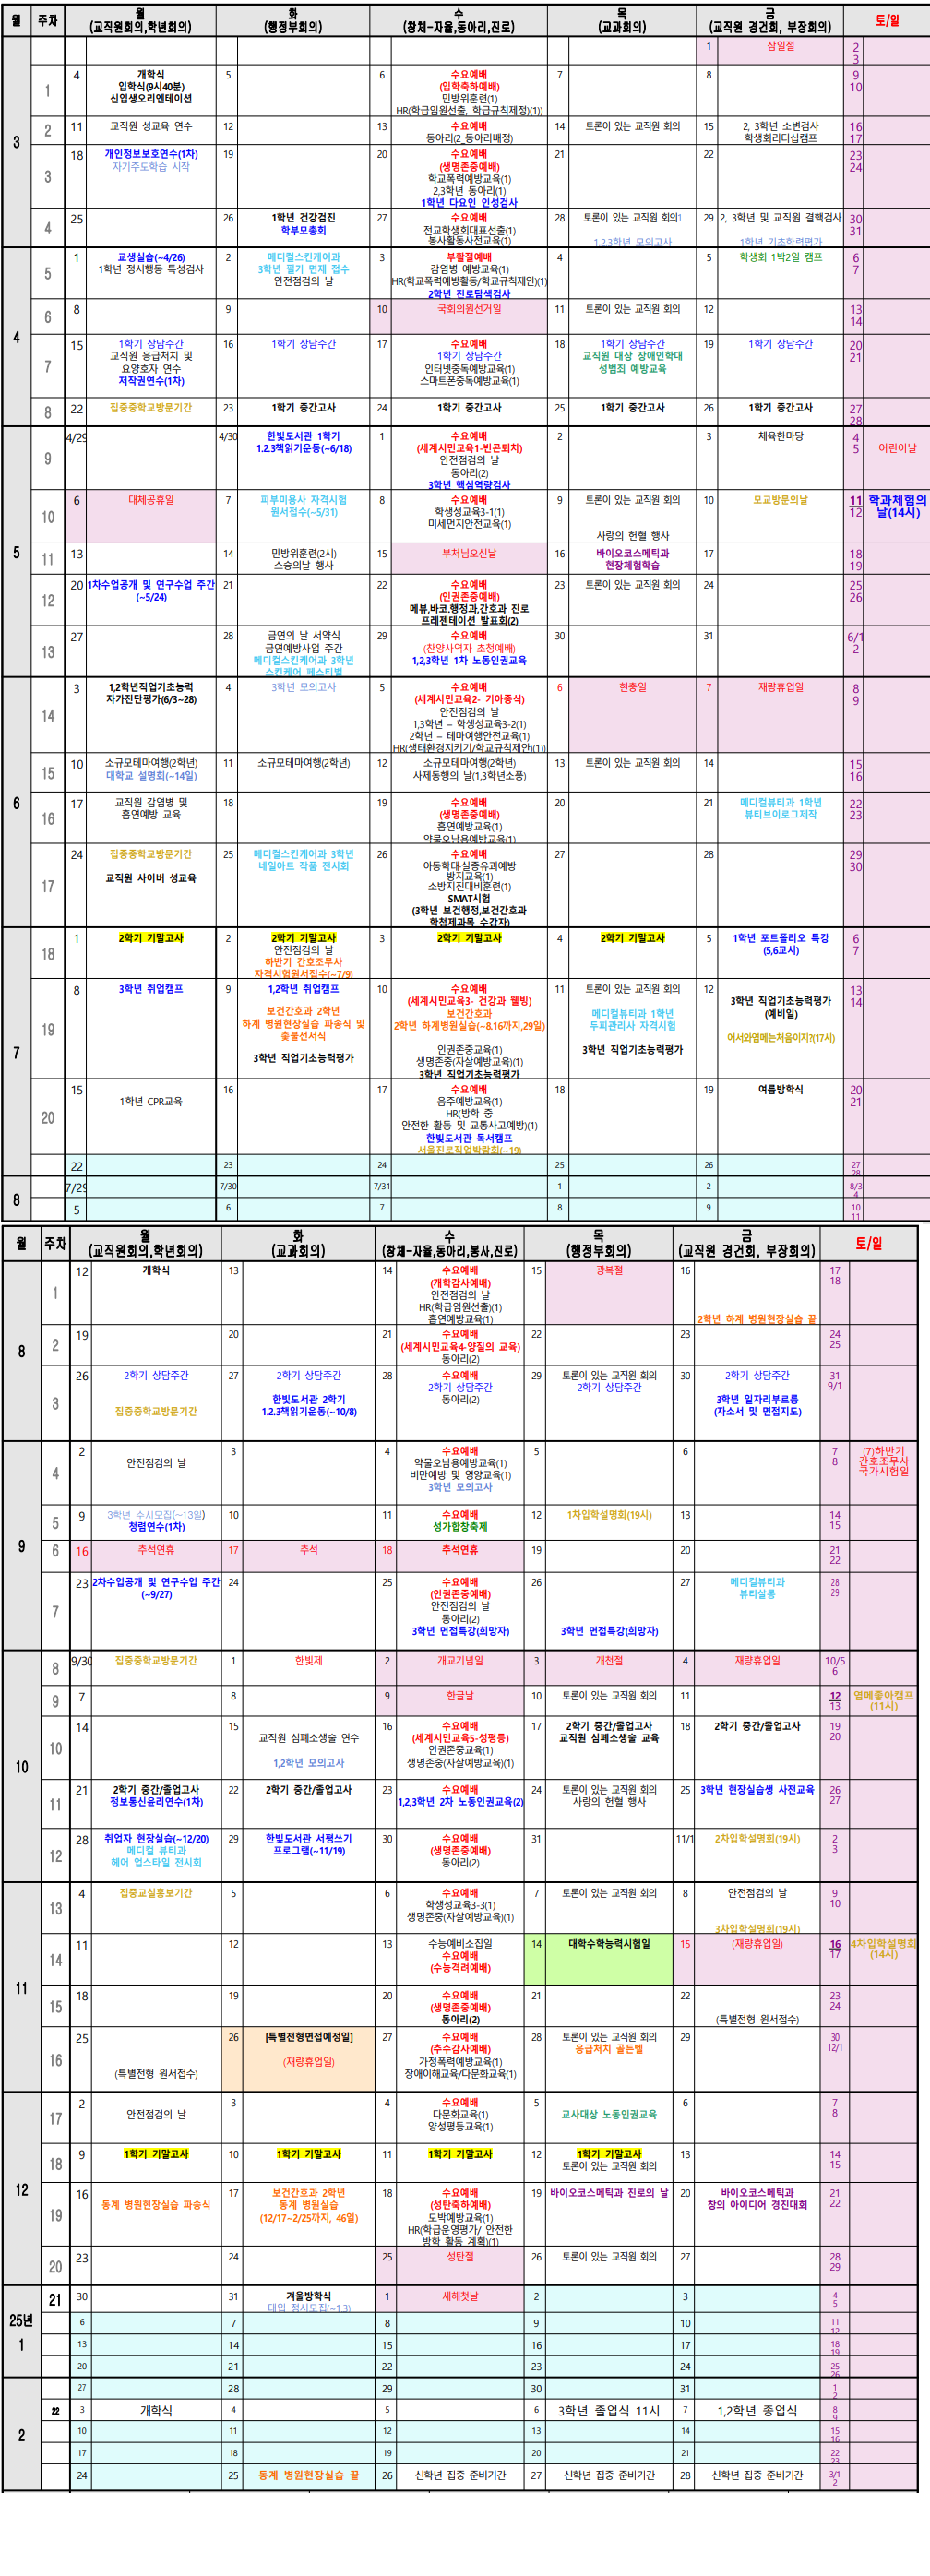 월 주차 월 화 수 목 금 토/일
(교직원회의,학년회의) (행정부회의) (창체-자율,동아리,진로) (교과회의) (교직원 경건회, 부장회의)
3
1 삼일절 2
3
1
4 개학식 5 6 수요예배 7 8 9
입학식(9시40분) (입학축하예배) 10
신입생오리엔테이션 민방위훈련(1)
HR(학급임원선출, 학급규칙제정)(1))
2
11 교직원 성교육 연수 12 13 수요예배 14 토론이 있는 교직원 회의 15 2, 3학년 소변검사 16
동아리(2_동아리배정) 학생회리더십캠프 17
3
18 개인정보보호연수(1차) 19 20 수요예배 21 22 23
자기주도학습 시작 (생명존중예배) 24
학교폭력예방교육(1)
2,3학년 동아리(1)
1학년 다요인 인성검사
4
25 26 1학년 건강검진 27 수요예배 28 토론이 있는 교직원 회의1 29 2, 3학년 및 교직원 결핵검사 30
학부모총회 전교학생회대표선출(1) 31
봉사활동사전교육(1) 1,2,3학년 모의고사 1학년 기초학력평가
4
5
1 교생실습(~4/26) 2 메디컬스킨케어과 3 부활절예배 4 5 학생회 1박2일 캠프 6
1학년 정서행동 특성검사 3학년 필기 면제 접수 감염병 예방교육(1) 7
안전점검의 날 HR(학교폭력예방활동/학교규칙제안)(1)
2학년 진로탐색검사
6
8 9 10 국회의원선거일 11 토론이 있는 교직원 회의 12 13
14
7
15 1학기 상담주간 16 1학기 상담주간 17 수요예배 18 1학기 상담주간 19 1학기 상담주간 20
교직원 응급처치 및 1학기 상담주간 교직원 대상 장애인학대 21
요양호자 연수 인터넷중독예방교육(1) 성범죄 예방교육
저작권연수(1차) 스마트폰중독예방교육(1)
8
22 집중중학교방문기간 23 1학기 중간고사 24 1학기 중간고사 25 1학기 중간고사 26 1학기 중간고사 27
28
5
9
4/29 4/30 한빛도서관 1학기 1 수요예배 2 3 체육한마당 4
1.2.3책읽기운동(~6/18) (세계시민교육1-빈곤퇴치) 5 어린이날
안전점검의 날
동아리(2)
3학년 핵심역량검사
10
6 대체공휴일 7 피부미용사 자격시험 8 수요예배 9 토론이 있는 교직원 회의 10 모교방문의날 11 학과체험의
원서접수(~5/31) 학생성교육3-1(1) 12 날(14시)
미세먼지안전교육(1) 사랑의 헌혈 행사
11
13 14 민방위훈련(2시) 15 부처님오신날 16 바이오코스메틱과 17 18
스승의날 행사 현장체험학습 19
12
20 1차수업공개 및 연구수업 주간 21 22 수요예배 23 토론이 있는 교직원 회의 24 25
(~5/24) (인권존중예배) 26
메뷰,바코.행정과,간호과 진로
프레젠테이션 발표회(2)
13
27 28 금연의 날 서약식 29 수요예배 30 31 6/1
금연예방사업 주간 (찬양사역자 초청예배) 2
메디컬스킨케어과 3학년 1,2,3학년 1차 노동인권교육
스킨케어 페스티벌
6
14
3 1,2학년직업기초능력 4 3학년 모의고사 5 수요예배 6 현충일 7 재량휴업일 8
자가진단평가(6/3~28) (세계시민교육2- 기아종식) 9
안전점검의 날
1,3학년 – 학생성교육3-2(1)
2학년 – 테마여행안전교육(1)
HR(생태환경지키기/학교규칙제안)(1))
15
10 소규모테마여행(2학년) 11 소규모테마여행(2학년) 12 소규모테마여행(2학년) 13 토론이 있는 교직원 회의 14 15
대학교 설명회(~14일) 사제동행의 날(1,3학년소풍) 16
16
17 교직원 감염병 및 18 19 수요예배 20 21 메디컬뷰티과 1학년 22
흡연예방 교육 (생명존중예배) 뷰티브이로그제작 23
흡연예방교육(1)
약물오남용예방교육(1)
17
24 집중중학교방문기간 25 메디컬스킨케어과 3학년 26 수요예배 27 28 29
네일아트 작품 전시회 아동학대·실종유괴예방 30
교직원 사이버 성교육 방지교육(1)
소방지진대비훈련(1)
SMAT시험
(3학년 보건행정,보건간호과
학점제과목 수강자)
7
18
1 2학기 기말고사 2 2학기 기말고사 3 2학기 기말고사 4 2학기 기말고사 5 1학년 포트폴리오 특강 6
안전점검의 날 (5,6교시) 7
하반기 간호조무사
자격시험원서접수(~7/9)
19
8 3학년 취업캠프 9 1,2학년 취업캠프 10 수요예배 11 토론이 있는 교직원 회의 12 13
(세계시민교육3- 건강과 웰빙) 3학년 직업기초능력평가 14
보건간호과 2학년 보건간호과 메디컬뷰티과 1학년 (예비일)
하계 병원현장실습 파송식 및 2학년 하계병원실습(~8.16까지,29일) 두피관리사 자격시험
촛불선서식 어서와염메는처음이지?(17시)
인권존중교육(1) 3학년 직업기초능력평가
3학년 직업기초능력평가 생명존중(자살예방교육)(1)
3학년 직업기초능력평가
20
15 16 17 수요예배 18 19 여름방학식 20
1학년 CPR교육 음주예방교육(1) 21
HR(방학 중
안전한 활동 및 교통사고예방)(1)
한빛도서관 독서캠프
서울진로직업박람회(~19)
22 23 24 25 26 27
28
8
7/29 7/30 7/31 1 2 8/3
4
5 6 7 8 9 10
11
월 주차 월 화 수 목 금 토/일
(교직원회의,학년회의) (교과회의) (창체-자율,동아리,봉사,진로) (행정부회의) (교직원 경건회, 부장회의)
8
1
12 개학식 13 14 수요예배 15 광복절 16 17
(개학감사예배) 18
안전점검의 날
HR(학급임원선출)(1)
흡연예방교육(1) 2학년 하계 병원현장실습 끝
2
19 20 21 수요예배 22 23 24
(세계시민교육4-양질의 교육) 25
동아리(2)
3
26 2학기 상담주간 27 2학기 상담주간 28 수요예배 29 토론이 있는 교직원 회의 30 2학기 상담주간 31
2학기 상담주간 2학기 상담주간 9/1
한빛도서관 2학기 동아리(2) 3학년 일자리부르릉
집중중학교방문기간 1.2.3책읽기운동(~10/8) (자소서 및 면접지도)
9
4
2 3 4 수요예배 5 6 7 (7)하반기
안전점검의 날 약물오남용예방교육(1) 8 간호조무사
비만예방 및 영양교육(1) 국가시험일
3학년 모의고사
5
9 3학년 수시모집(~13일) 10 11 수요예배 12 1차입학설명회(19시) 13 14
청렴연수(1차) 성가합창축제 15
6
16 추석연휴 17 추석 18 추석연휴 19 20 21
22
7
23 2차수업공개 및 연구수업 주간 24 25 수요예배 26 27 메디컬뷰티과 28
(~9/27) (인권존중예배) 뷰티살롱 29
안전점검의 날
동아리(2)
3학년 면접특강(희망자) 3학년 면접특강(희망자)
10
8
9/30 집중중학교방문기간 1 한빛제 2 개교기념일 3 개천절 4 재량휴업일 10/5
6
9
7 8 9 한글날 10 토론이 있는 교직원 회의 11 12 염메좋아캠프
13 (11시)
10
14 15 16 수요예배 17 2학기 중간/졸업고사 18 2학기 중간/졸업고사 19
교직원 심폐소생술 연수 (세계시민교육5-성평등) 교직원 심폐소생술 교육 20
인권존중교육(1)
1,2학년 모의고사 생명존중(자살예방교육)(1)
11
21 2학기 중간/졸업고사 22 2학기 중간/졸업고사 23 수요예배 24 토론이 있는 교직원 회의 25 3학년 현장실습생 사전교육 26
정보통신윤리연수(1차) 1,2,3학년 2차 노동인권교육(2) 사랑의 헌혈 행사 27
12
28 취업자 현장실습(~12/20) 29 한빛도서관 서평쓰기 30 수요예배 31 11/1 2차입학설명회(19시) 2
메디컬 뷰티과 프로그램(~11/19) (생명존중예배) 3
헤어 업스타일 전시회 동아리(2)
11
13
4 집중교실홍보기간 5 6 수요예배 7 토론이 있는 교직원 회의 8 안전점검의 날 9
학생성교육3-3(1) 10
생명존중(자살예방교육)(1)
3차입학설명회(19시)
14
11 12 13 수능예비소집일 14 대학수학능력시험일 15 (재량휴업일) 16 4차입학설명회
수요예배 17 (14시)
(수능격려예배)
15
18 19 20 수요예배 21 22 23
(생명존중예배) 24
동아리(2) (특별전형 원서접수)
16
25 26 [특별전형면접예정일] 27 수요예배 28 토론이 있는 교직원 회의 29 30
(추수감사예배) 응급처치 골든벨 12/1
(재량휴업일) 가정폭력예방교육(1)
(특별전형 원서접수) 장애이해교육/다문화교육(1)
12
17
2 3 4 수요예배 5 6 7
안전점검의 날 다문화교육(1) 교사대상 노동인권교육 8
양성평등교육(1)
18
9 1학기 기말고사 10 1학기 기말고사 11 1학기 기말고사 12 1학기 기말고사 13 14
토론이 있는 교직원 회의 15
19
16 17 보건간호과 2학년 18 수요예배 19 바이오코스메틱과 진로의 날 20 바이오코스메틱과 21
동계 병원현장실습 파송식 동계 병원실습 (성탄축하예배) 창의 아이디어 경진대회 22
(12/17~2/25까지, 46일) 도박예방교육(1)
HR(학급운영평가/ 안전한
방학 활동 계획)(1)
20
23 24 25 성탄절 26 토론이 있는 교직원 회의 27 28
29
25년
1
21
30 31 겨울방학식 1 새해첫날 2 3 4
대입 정시모집(~1.3) 5
6 7 8 9 10 11
12
13 14 15 16 17 18
19
20 21 22 23 24 25
26
2
27 28 29 30 31 1
2
22 3 개학식 4 5 6 3학년 졸업식 11시 7 1,2학년 종업식 8
9
10 11 12 13 14 15
16
17 18 19 20 21 22
23
24 25 동계 병원현장실습 끝 26 신학년 집중 준비기간 27 신학년 집중 준비기간 28 신학년 집중 준비기간 3/1
2